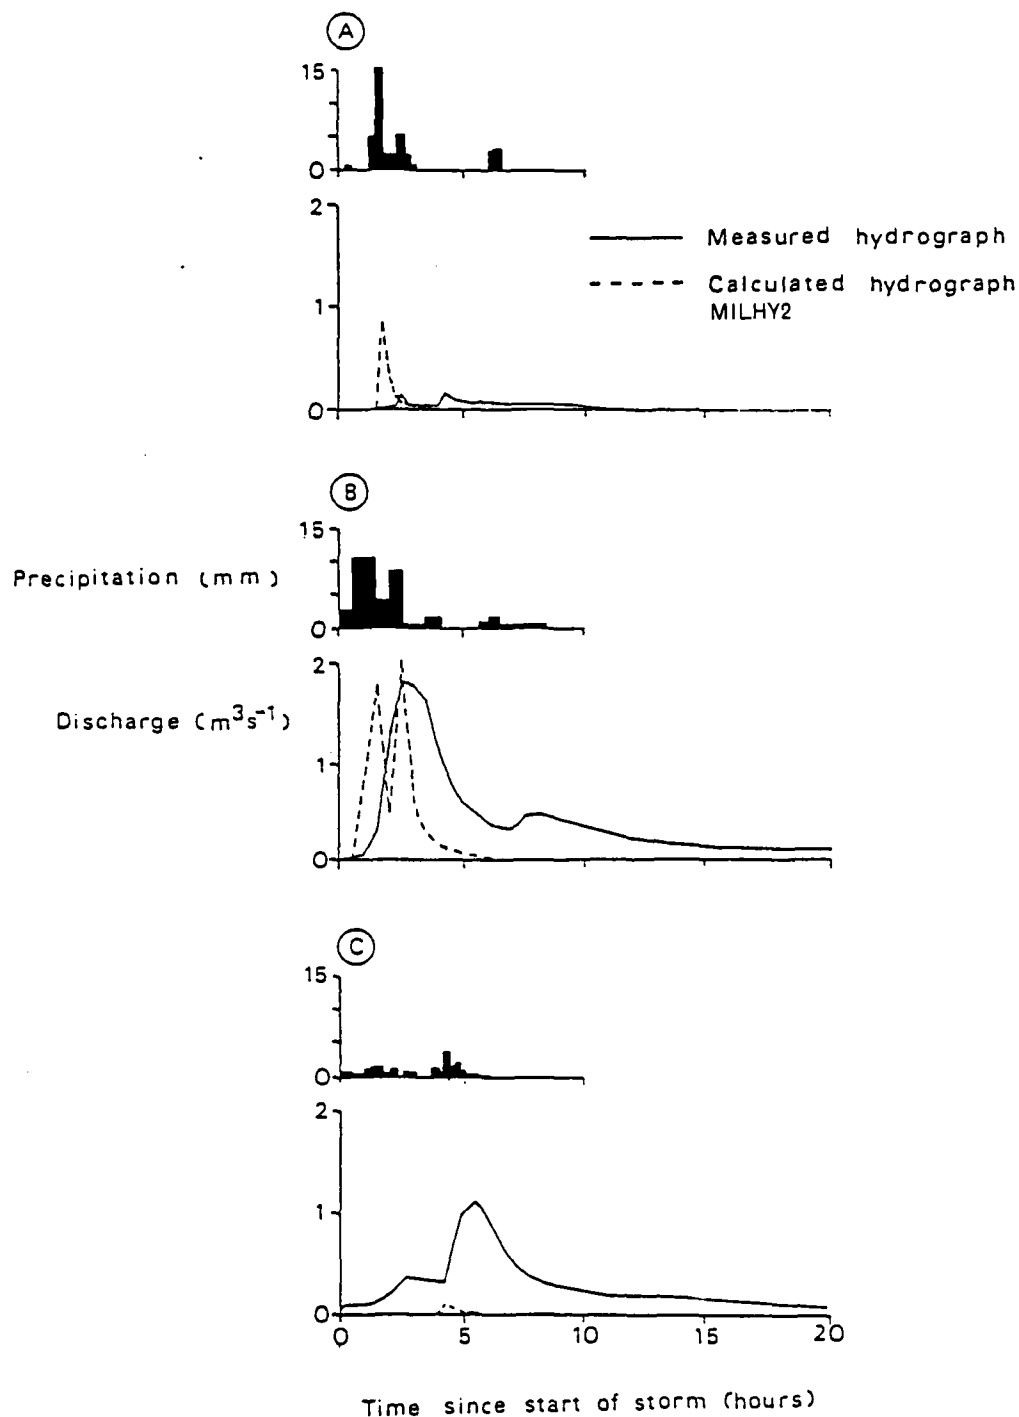 A
15
0
2
1
0
Measured hydrograph
Calculated hydrograph
MILHY2
B
15
Precipitation (mm)
0
2
Discharge (m³s⁻¹)
1
0
C
15
0
2
1
0
0 5 10 15 20
Time since start of storm (hours)